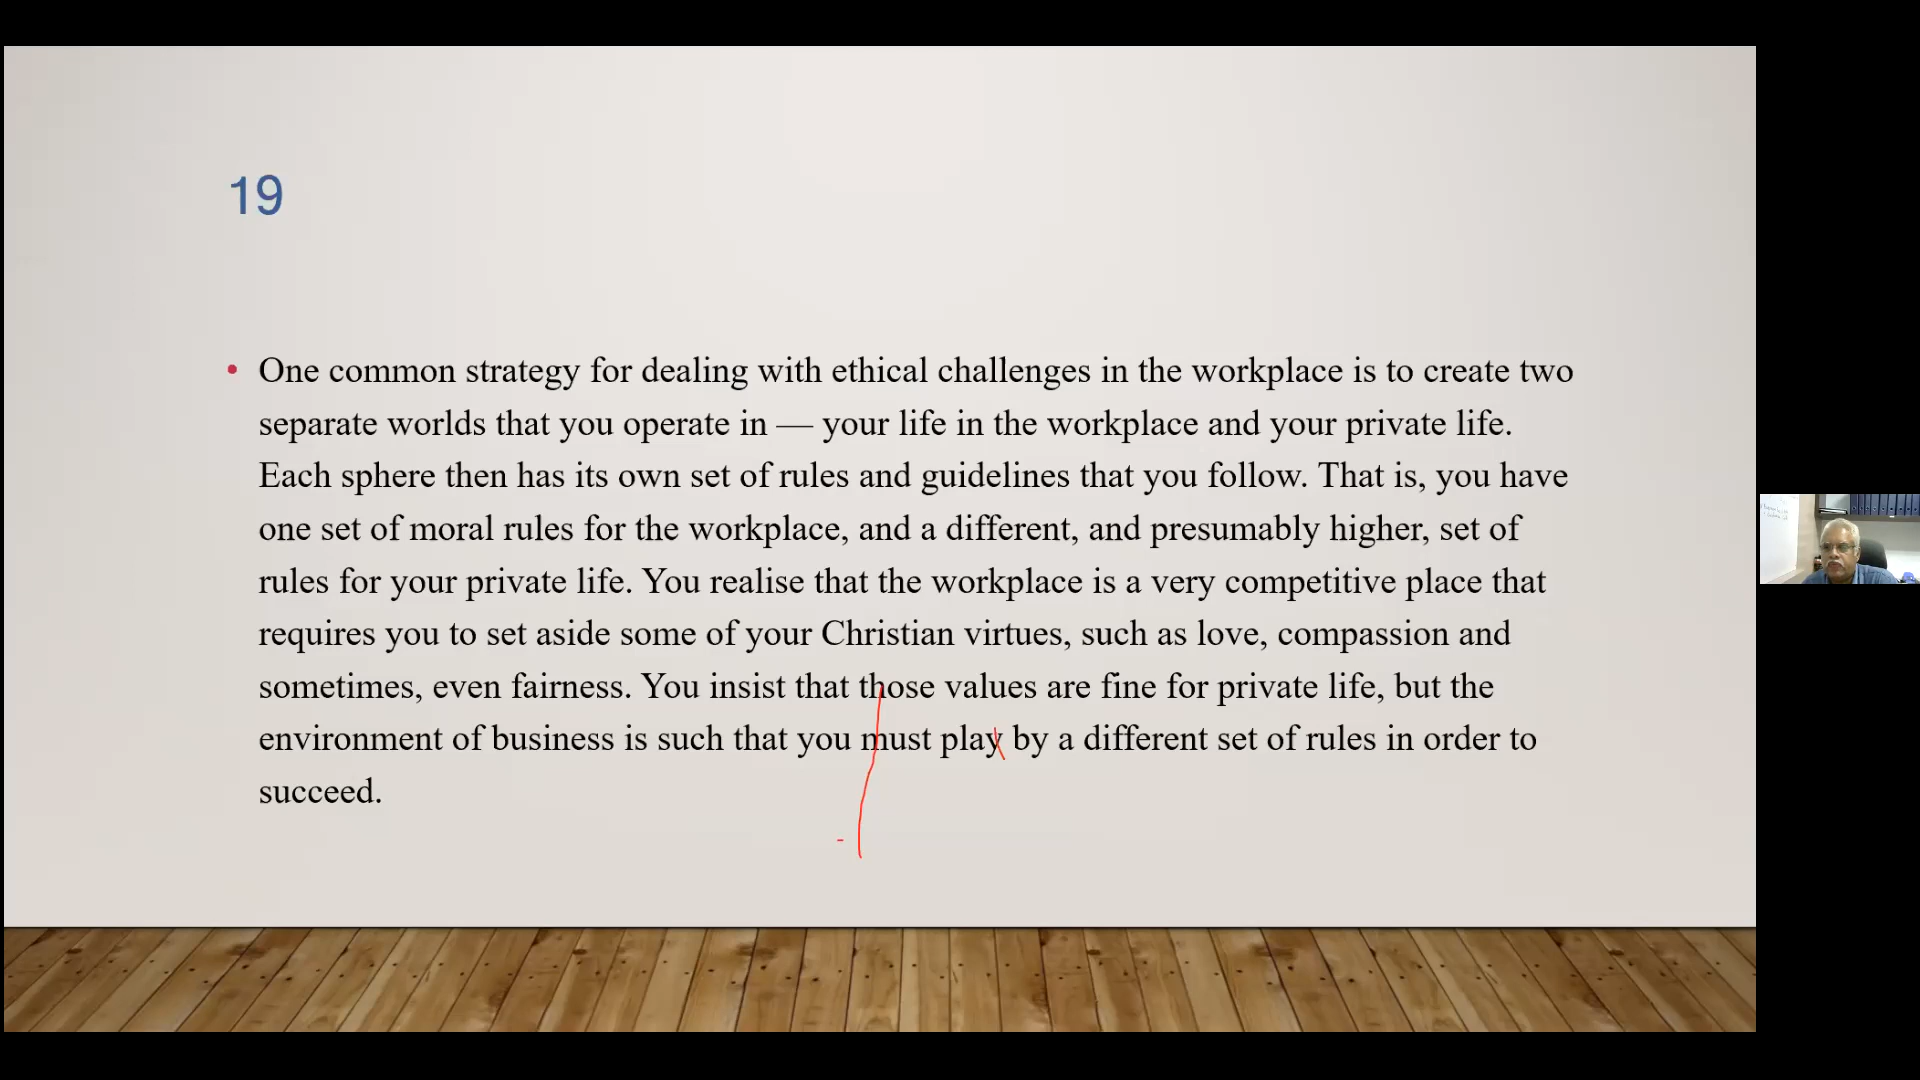 19
• One common strategy for dealing with ethical challenges in the workplace is to create two
separate worlds that you operate in — your life in the workplace and your private life.
Each sphere then has its own set of rules and guidelines that you follow. That is, you have
one set of moral rules for the workplace, and a different, and presumably higher, set of
rules for your private life. You realise that the workplace is a very competitive place that
requires you to set aside some of your Christian virtues, such as love, compassion and
sometimes, even fairness. You insist that those values are fine for private life, but the
environment of business is such that you must play by a different set of rules in order to
succeed.